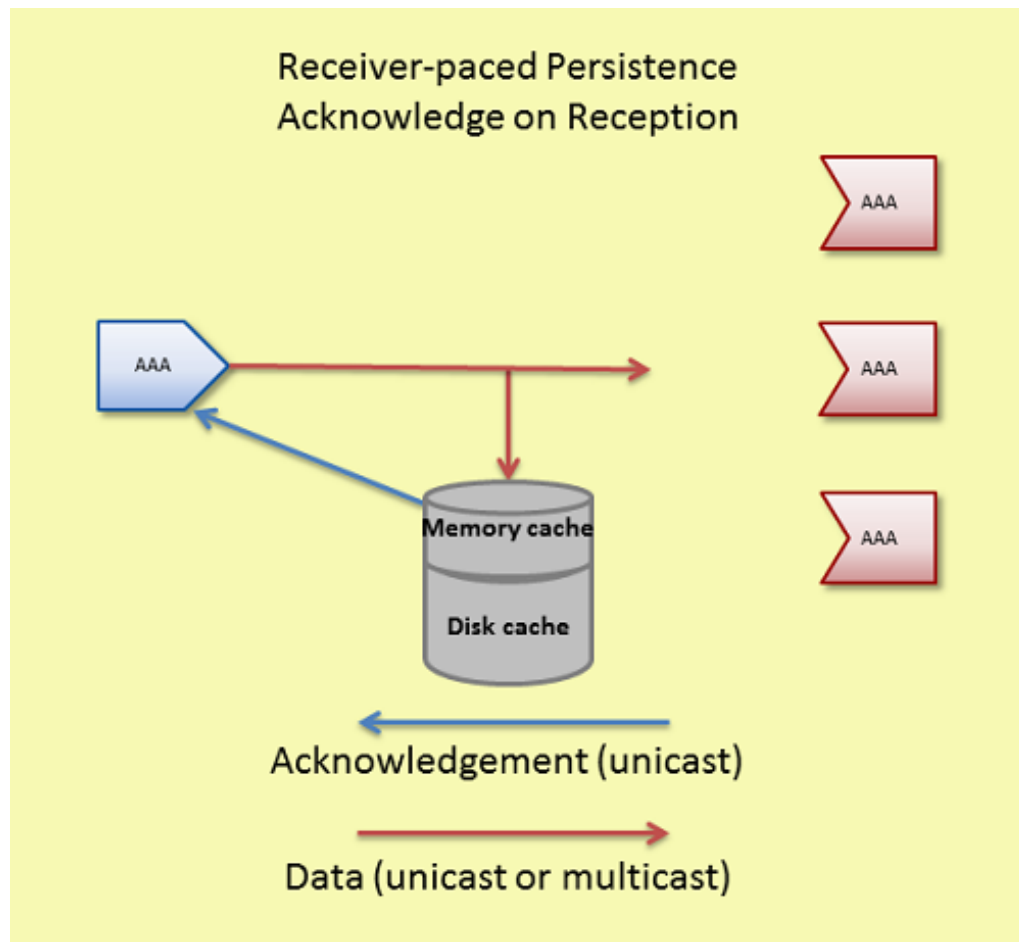 Receiver-paced Persistence
Acknowledge on Reception
AAA
AAA
AAA
AAA
Memory cache
Disk cache
Acknowledgement (unicast)
Data (unicast or multicast)